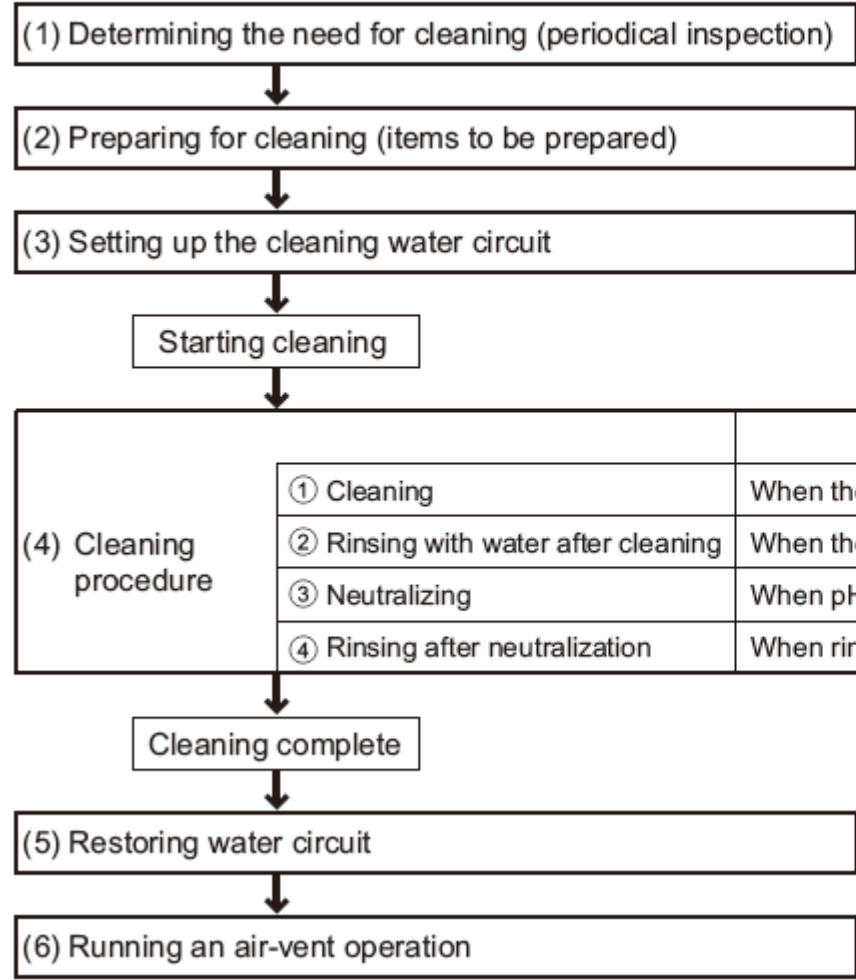 (1) Determining the need for cleaning (periodical inspection)
(2) Preparing for cleaning (items to be prepared)
(3) Setting up the cleaning water circuit
Starting cleaning
(4) Cleaning
procedure
① Cleaning
When the
② Rinsing with water after cleaning
When the
③ Neutralizing
When pH
④ Rinsing after neutralization
When
Cleaning complete
(5) Restoring water circuit
(6) Running an air-vent operation